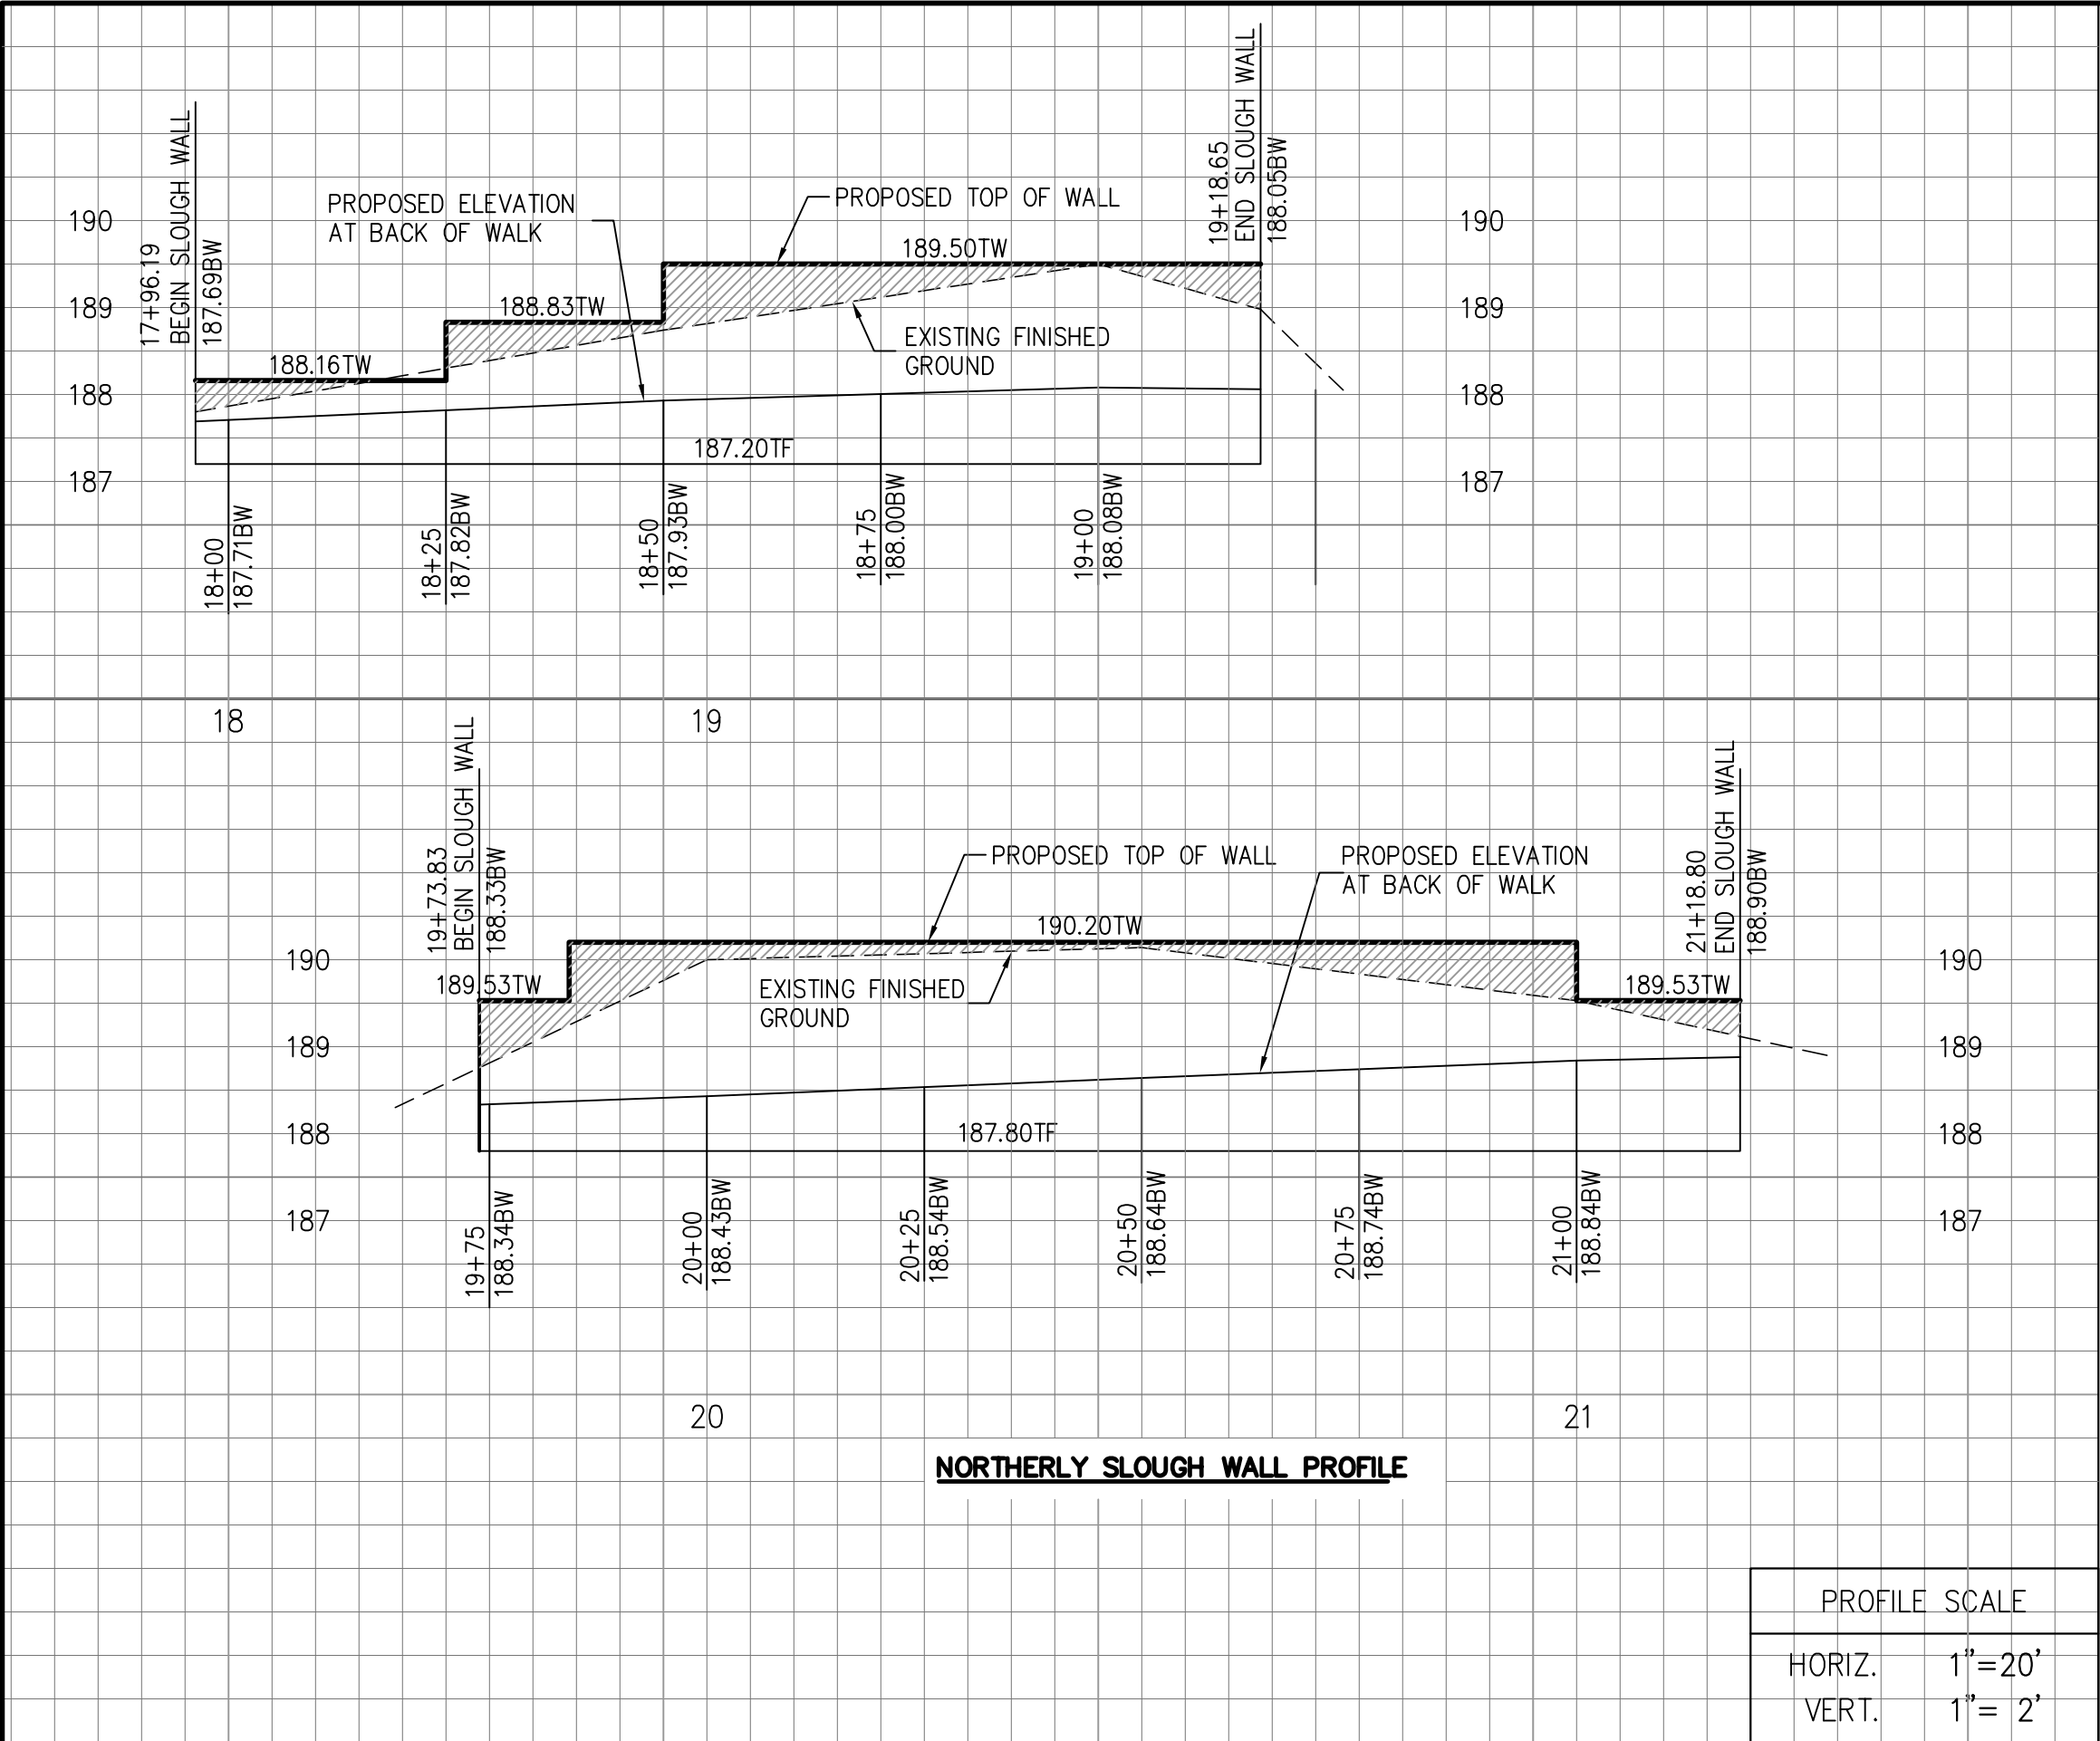 17+96.19
BEGIN SLOUGH WALL
187.69BW
PROPOSED ELEVATION
AT BACK OF WALK
PROPOSED TOP OF WALL
19+18.65
END SLOUGH WALL
188.05BW
190
190
189.50TW
189
188.83TW
189
EXISTING FINISHED
GROUND
188.16TW
188
188
187.20TF
187
187
18+00
187.71BW
18+25
187.82BW
18+50
187.93BW
18+75
188.00BW
19+00
188.08BW
18
19
19+73.83
BEGIN SLOUGH WALL
188.33BW
PROPOSED TOP OF WALL
PROPOSED ELEVATION
AT BACK OF WALK
21+18.80
END SLOUGH WALL
188.90BW
190.20TW
190
190
189.53TW
EXISTING FINISHED
GROUND
189.53TW
189
189
188
187.80TF
188
187
187
19+75
188.34BW
20+00
188.43BW
20+25
188.54BW
20+50
188.64BW
20+75
188.74BW
21+00
188.84BW
20
21
NORTHERLY SLOUGH WALL PROFILE
PROFILE SCALE
HORIZ. 1"=20'
VERT. 1"= 2'